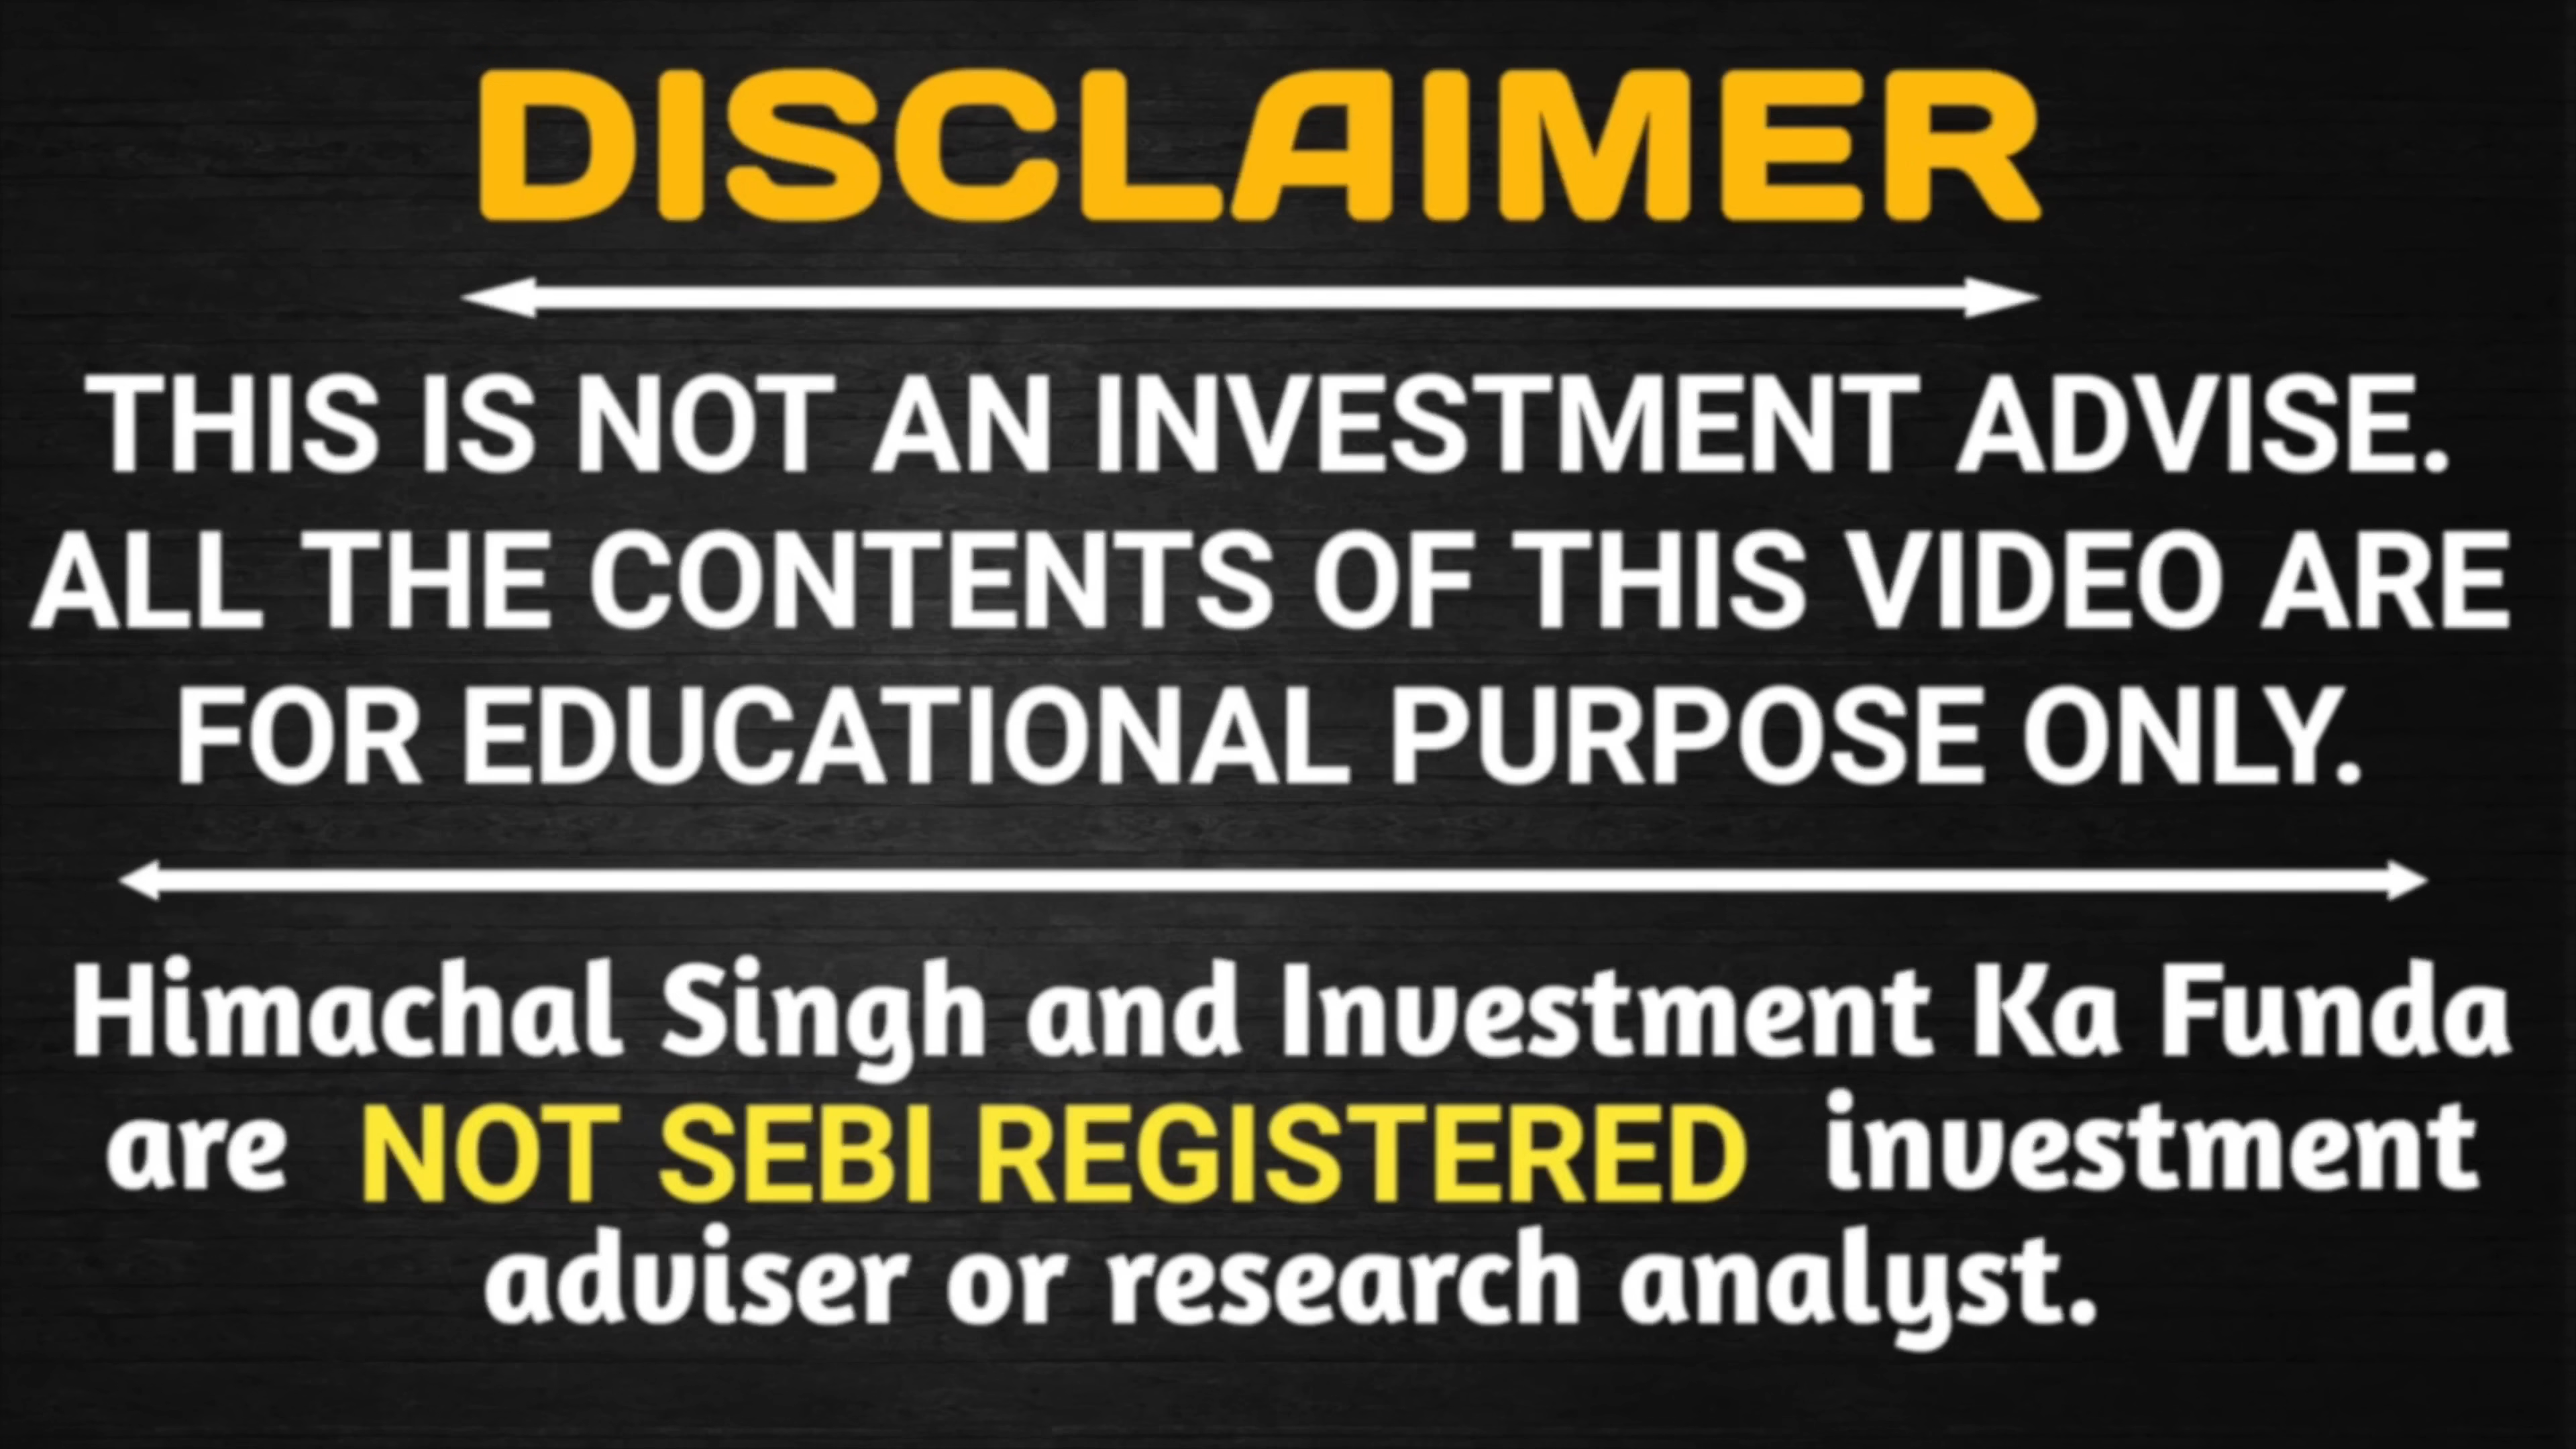 DISCLAIMER
THIS IS NOT AN INVESTMENT ADVISE.
ALL THE CONTENTS OF THIS VIDEO ARE
FOR EDUCATIONAL PURPOSE ONLY.
Himachal Singh and Investment Ka Funda
are NOT SEBI REGISTERED investment
adviser or research analyst.